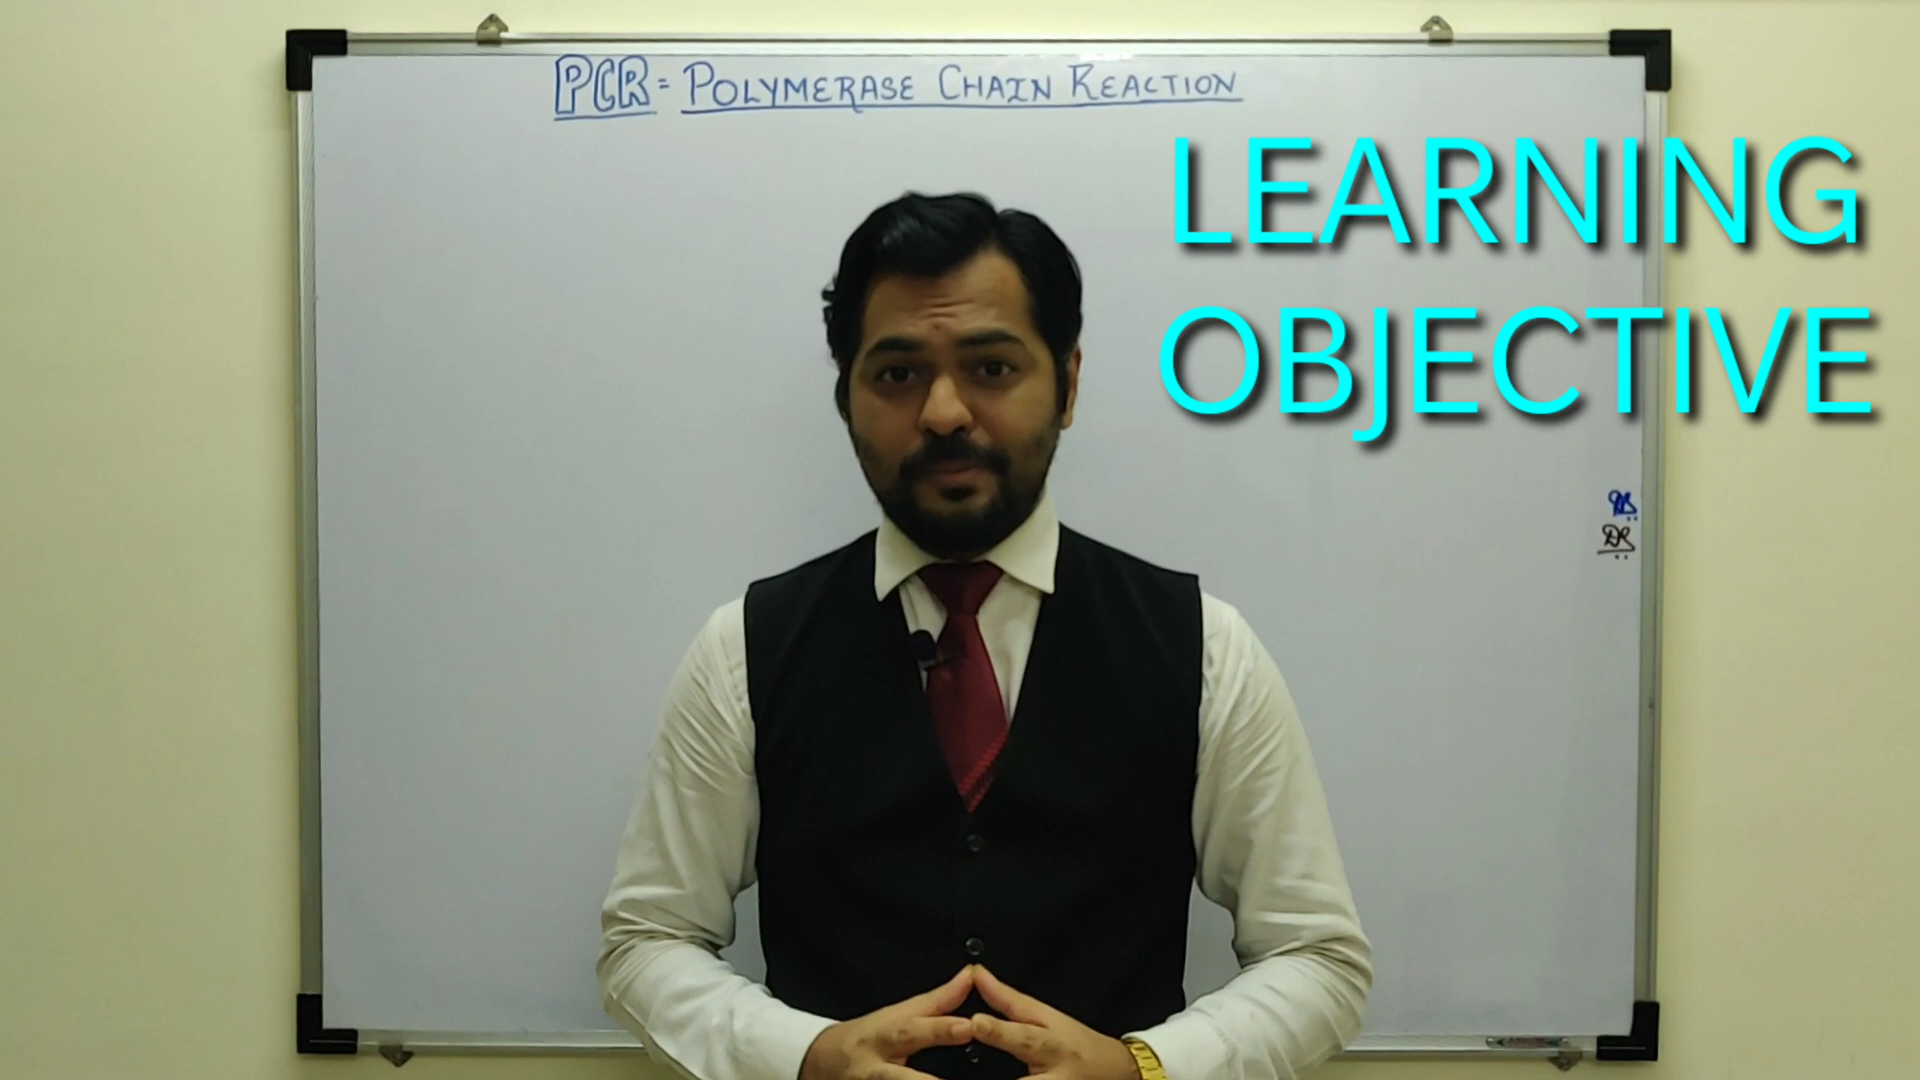 PCR = POLYMERASE CHAIN REACTION
LEARNING
OBJECTIVE